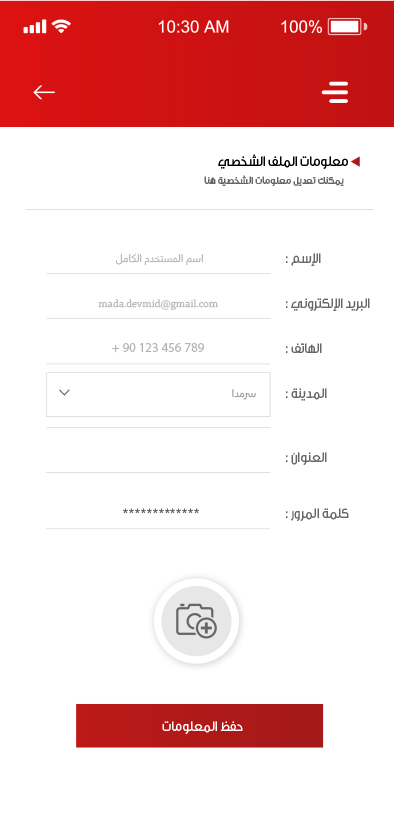 10:30 AM
100%
معلومات الملف الشخصي
يمكنك تعديل معلومات الشخصية هنا
الإسم :
اسم المستخدم الكامل
البريد الإلكتروني :
mada.devmid@gmail.com
الهاتف :
+ 90 123 456 789
المدينة :
سرمدا
العنوان :
كلمة المرور :
*************
حفظ المعلومات